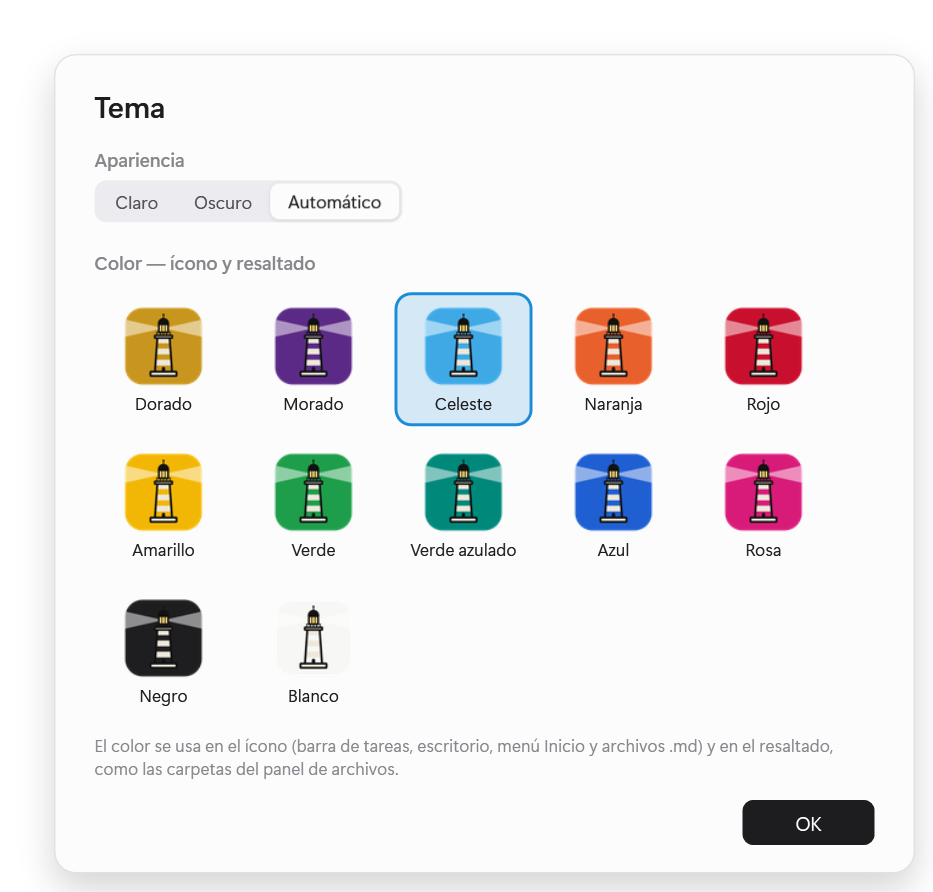 Tema
Apariencia
Claro Oscuro Automático
Color — ícono y resaltado
Dorado Morado Celeste Naranja Rojo
Amarillo Verde Verde azulado Azul Rosa
Negro Blanco
El color se usa en el ícono (barra de tareas, escritorio, menú Inicio y archivos .md) y en el resaltado,
como las carpetas del panel de archivos.
OK